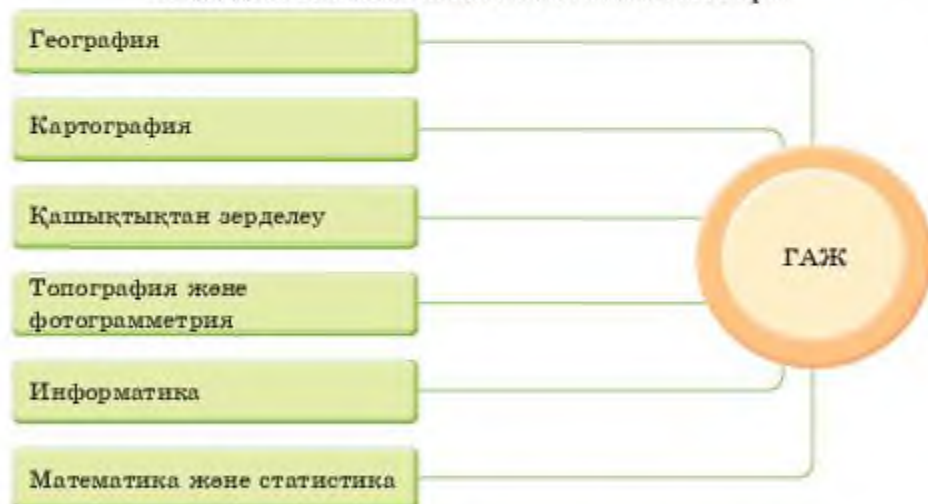 География
Картография
Қашықтықтан зерделеу
Топография және
фотограмметрия
Информатика
Математика және статистика
ГАЖ